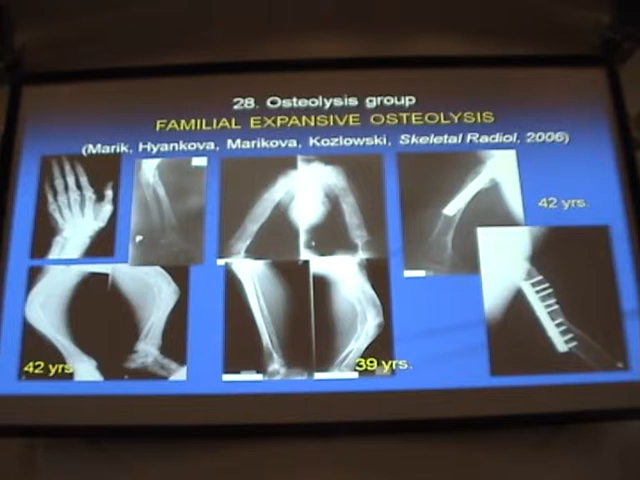 28. Osteolysis group
FAMILIAL EXPANSIVE OSTEOLYSIS
(Marik, Hyankova, Marikova, Kozlowski, Skeletal Radiol, 2006)
42 yrs.
42 yrs
39 yrs.